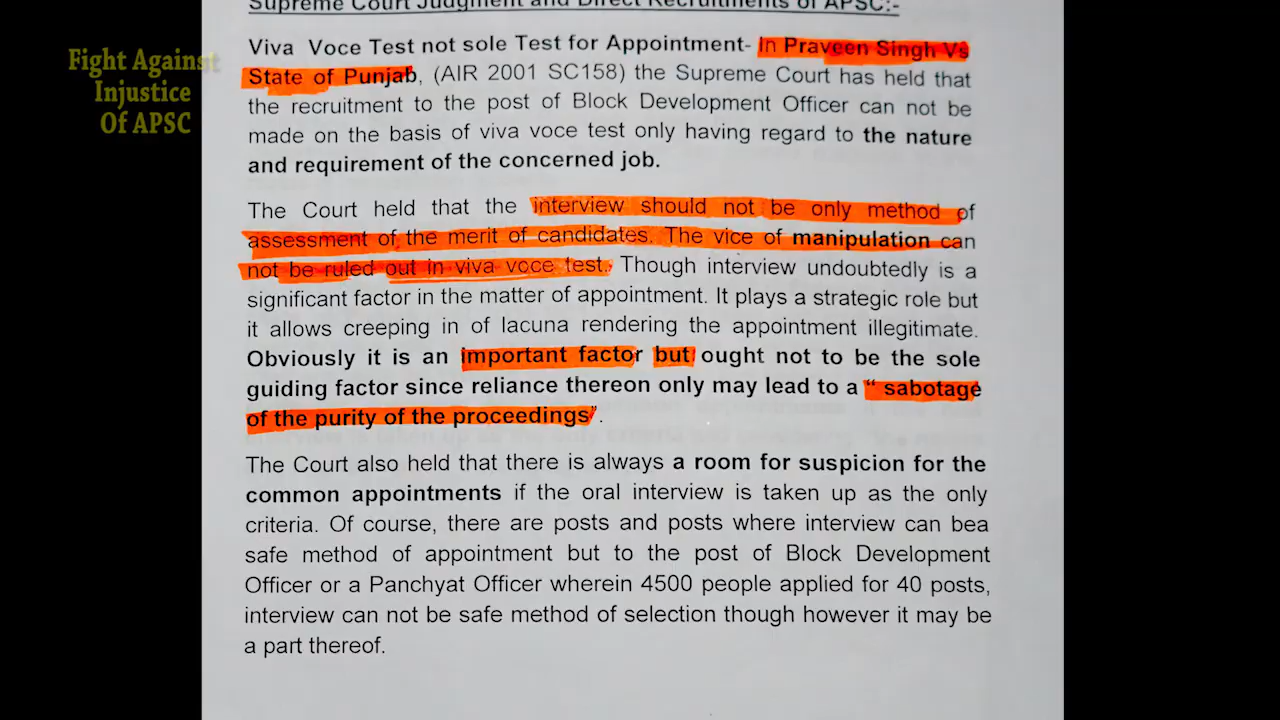 Supreme Court Judgment and Direct Recruitments of APSC:-
Fight Against
Injustice
Of APSC
Viva Voce Test not sole Test for Appointment- In Praveen Singh Vs
State of Punjab, (AIR 2001 SC158) the Supreme Court has held that
the recruitment to the post of Block Development Officer can not be
made on the basis of viva voce test only having regard to the nature
and requirement of the concerned job.
The Court held that the interview should not be only method of
assessment of the merit of candidates. The vice of manipulation can
not be ruled out in viva voce test. Though interview undoubtedly is a
significant factor in the matter of appointment. It plays a strategic role but
it allows creeping in of lacuna rendering the appointment illegitimate.
Obviously it is an important factor but ought not to be the sole
guiding factor since reliance thereon only may lead to a “ sabotage
of the purity of the proceedings”.
The Court also held that there is always a room for suspicion for the
common appointments if the oral interview is taken up as the only
criteria. Of course, there are posts and posts where interview can bea
safe method of appointment but to the post of Block Development
Officer or a Panchyat Officer wherein 4500 people applied for 40 posts,
interview can not be safe method of selection though however it may be
a part thereof.